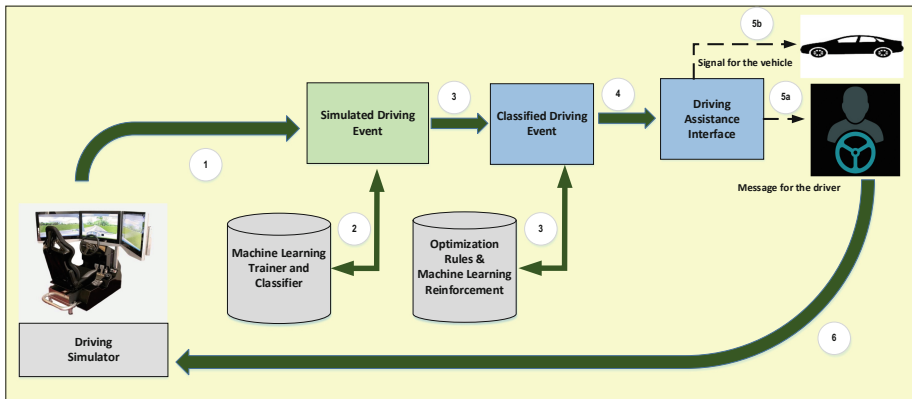 5b
Signal for the vehicle
Simulated Driving
Event
3
Classified Driving
Event
4
Driving
Assistance
Interface
5a
1
Message for the driver
Machine Learning
Trainer and
Classifier
2
Optimization
Rules &
Machine Learning
Reinforcement
3
Driving
Simulator
6